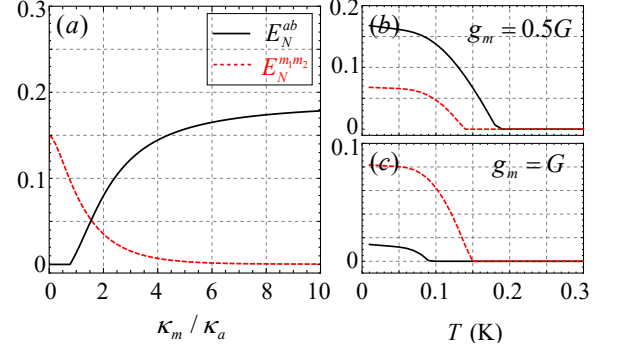 (a)
E_N^{ab}
E_N^{m_1m_2}
0.3
0.2
0.1
0
0 2 4 6 8 10
κ_m / κ_a
(b)
g_m = 0.5G
0.2
0.1
0
(c)
g_m = G
0.1
0
0 0.1 0.2 0.3
T (K)